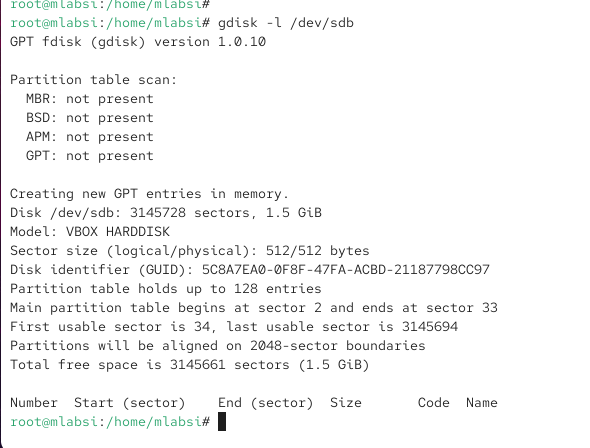 root@mlabsi:/home/mlabsi#
root@mlabsi:/home/mlabsi# gdisk -l /dev/sdb
GPT fdisk (gdisk) version 1.0.10

Partition table scan:
  MBR: not present
  BSD: not present
  APM: not present
  GPT: not present

Creating new GPT entries in memory.
Disk /dev/sdb: 3145728 sectors, 1.5 GiB
Model: VBOX HARDDISK
Sector size (logical/physical): 512/512 bytes
Disk identifier (GUID): 5C8A7EA0-0F8F-47FA-ACBD-21187798CC97
Partition table holds up to 128 entries
Main partition table begins at sector 2 and ends at sector 33
First usable sector is 34, last usable sector is 3145694
Partitions will be aligned on 2048-sector boundaries
Total free space is 3145661 sectors (1.5 GiB)

Number  Start (sector)    End (sector)  Size       Code  Name
root@mlabsi:/home/mlabsi#